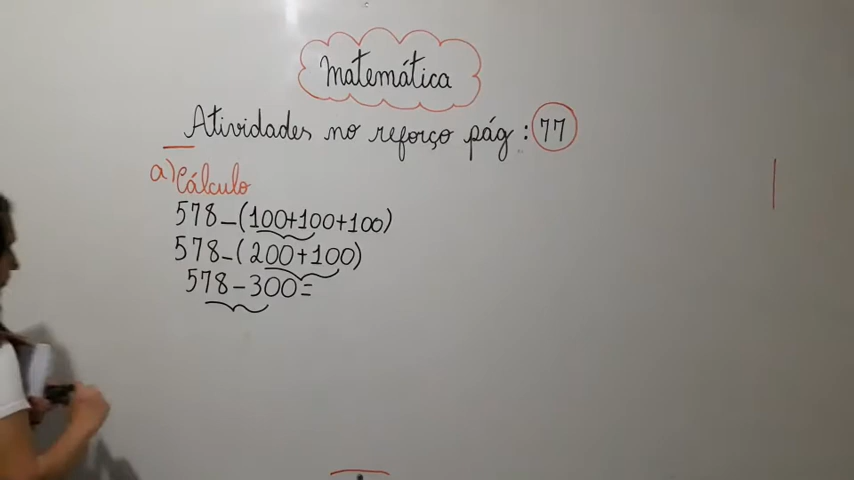 Matemática
Atividades no reforço pág: 77
a) Cálculo
578-(100+100+100)
578-(200+100)
578-300=